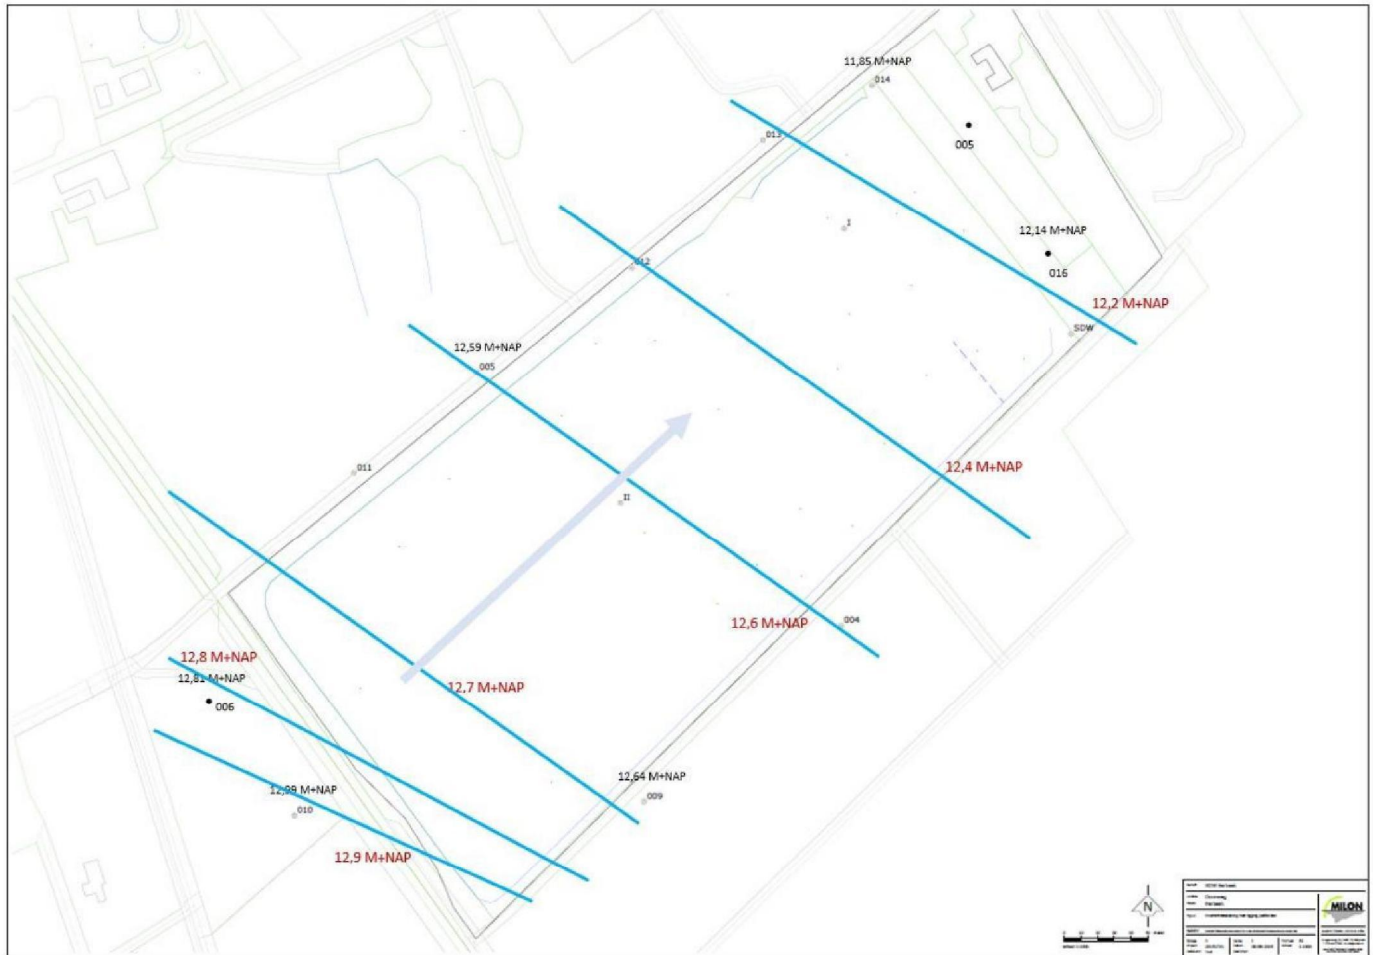 11,85 M+NAP
014
013
005
I
12,14 M+NAP
016
012
12,2 M+NAP
SDW
12,59 M+NAP
005
011
12,4 M+NAP
II
12,6 M+NAP
004
12,8 M+NAP
12,81 M+NAP
006
12,7 M+NAP
12,64 M+NAP
009
12,99 M+NAP
010
12,9 M+NAP
N
MILON